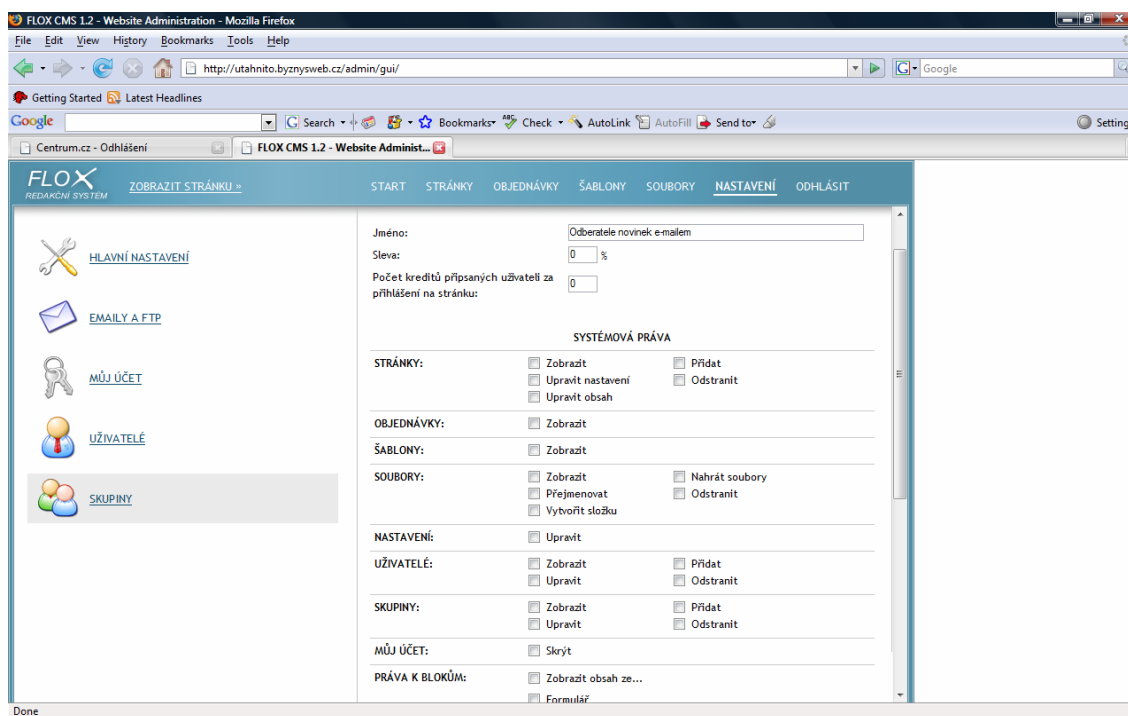 FLOX CMS 1.2 - Website Administration - Mozilla Firefox
File Edit View History Bookmarks Tools Help
http://utahnito.byznysweb.cz/admin/gui/ G Google
Getting Started Latest Headlines
Google G Search Bookmarks ABC Check AutoLink AutoFill Send to Setting
Centrum.cz - Odhlášení FLOX CMS 1.2 - Website Administ...
FLOX
REDAKČNÍ SYSTÉM
ZOBRAZIT STRÁNKU » START STRÁNKY OBJEDNÁVKY ŠABLONY SOUBORY NASTAVENÍ ODHLÁSIT
HLAVNÍ NASTAVENÍ
EMAILY A FTP
MŮJ ÚČET
UŽIVATELÉ
SKUPINY
Jméno: Odberatele novinek e-mailem
Sleva: 0 %
Počet kreditů připsaných uživateli za
přihlášení na stránku: 0
SYSTÉMOVÁ PRÁVA
STRÁNKY: Zobrazit Přidat
Upravit nastavení Odstranit
Upravit obsah
OBJEDNÁVKY: Zobrazit
ŠABLONY: Zobrazit
SOUBORY: Zobrazit Nahrát soubory
Přejmenovat Odstranit
Vytvořit složku
NASTAVENÍ: Upravit
UŽIVATELÉ: Zobrazit Přidat
Upravit Odstranit
SKUPINY: Zobrazit Přidat
Upravit Odstranit
MŮJ ÚČET: Skrýt
PRÁVA K BLOKŮM: Zobrazit obsah ze...
Formulář
Done